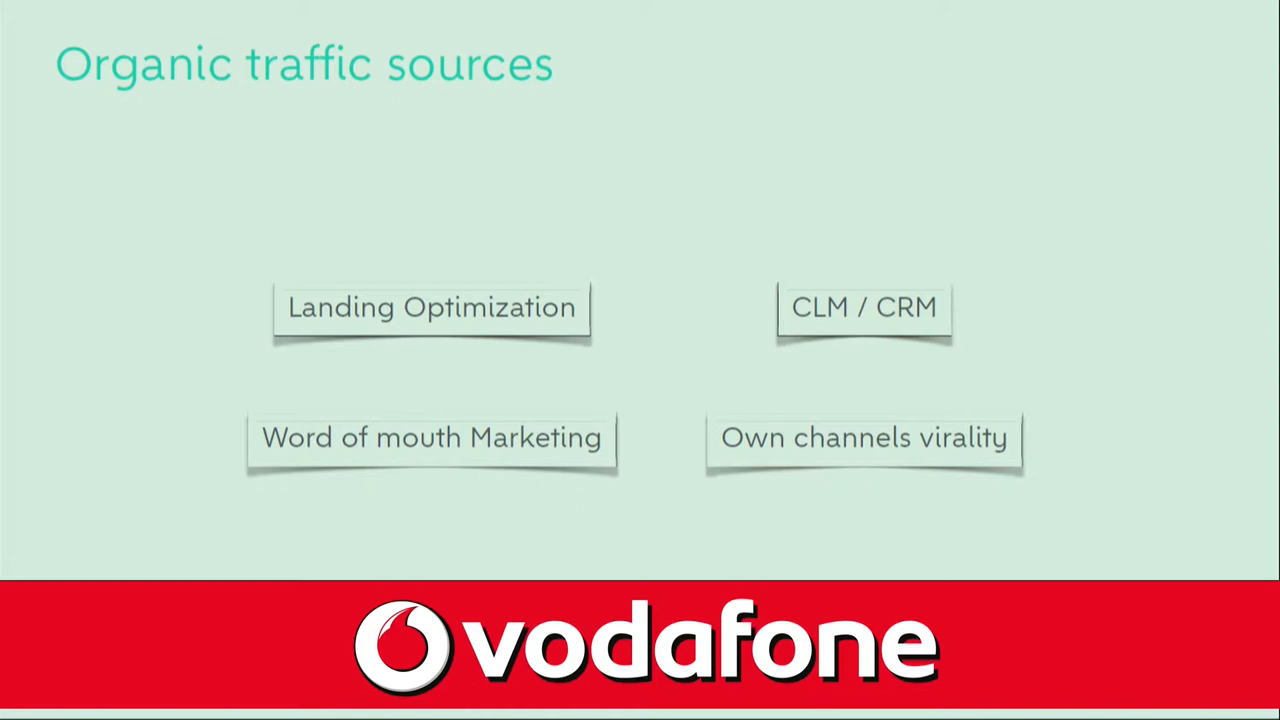 Organic traffic sources
Landing Optimization
CLM / CRM
Word of mouth Marketing
Own channels virality
vodafone